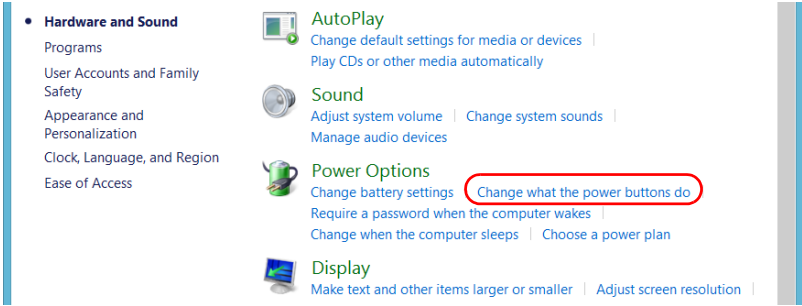 Hardware and Sound
Programs
User Accounts and Family
Safety
Appearance and
Personalization
Clock, Language, and Region
Ease of Access
AutoPlay
Change default settings for media or devices
Play CDs or other media automatically
Sound
Adjust system volume Change system sounds
Manage audio devices
Power Options
Change battery settings Change what the power buttons do
Require a password when the computer wakes
Change when the computer sleeps Choose a power plan
Display
Make text and other items larger or smaller Adjust screen resolution